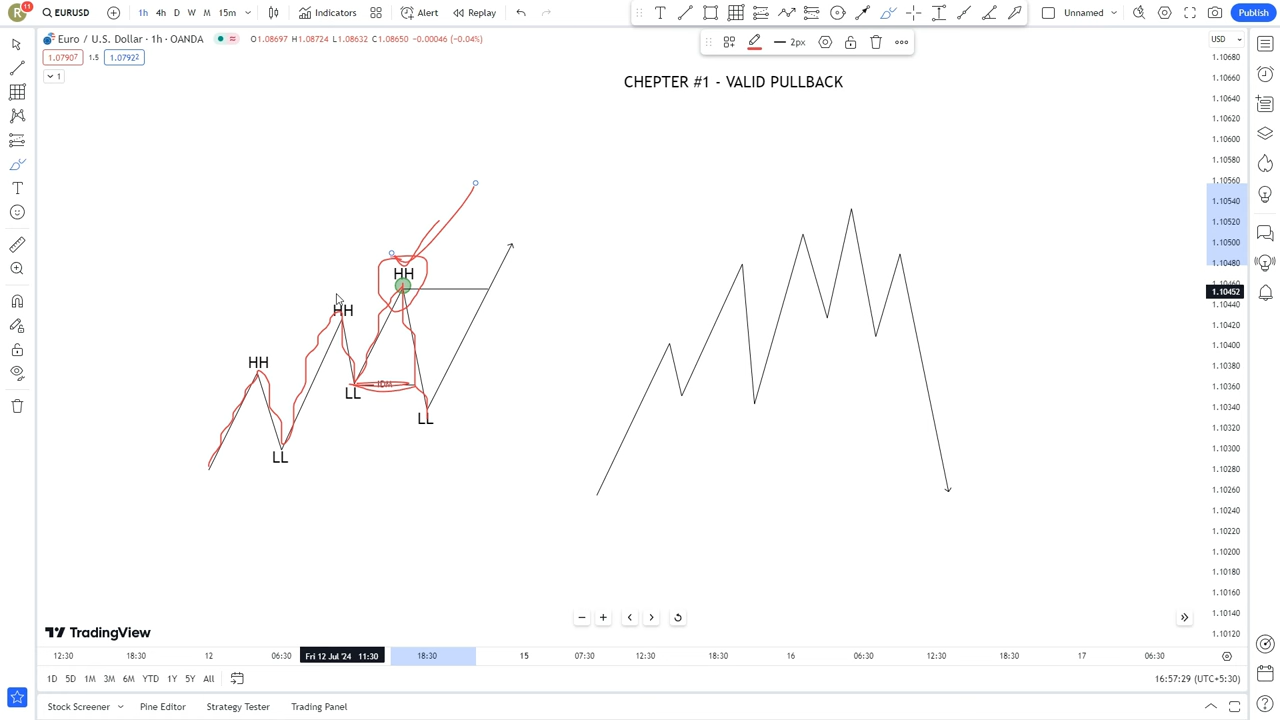 R 11 EURUSD 1h 4h D W M 15m Indicators Alert Replay Unnamed Publish
Euro / U.S. Dollar · 1h · OANDA O1.08697 H1.08724 L1.08632 C1.08650 −0.00046 (−0.04%)
2px
USD
1.07907 1.5 1.07922
1
CHEPTER #1 - VALID PULLBACK
1.10680
1.10660
1.10640
1.10620
1.10600
1.10580
1.10560
1.10540
1.10520
1.10500
1.10480
1.10460
1.10452
1.10440
1.10420
1.10400
1.10380
1.10360
1.10340
1.10320
1.10300
1.10280
1.10260
1.10240
1.10220
1.10200
1.10180
1.10160
1.10140
1.10120
HH
HH
HH
IDM
LL
LL
LL
TradingView
12:30 18:30 12 06:30 Fri 12 Jul '24 11:30 18:30 15 07:30 12:30 18:30 16 06:30 12:30 18:30 17 06:30
1D 5D 1M 3M 6M YTD 1Y 5Y All 16:57:29 (UTC+5:30)
Stock Screener Pine Editor Strategy Tester Trading Panel